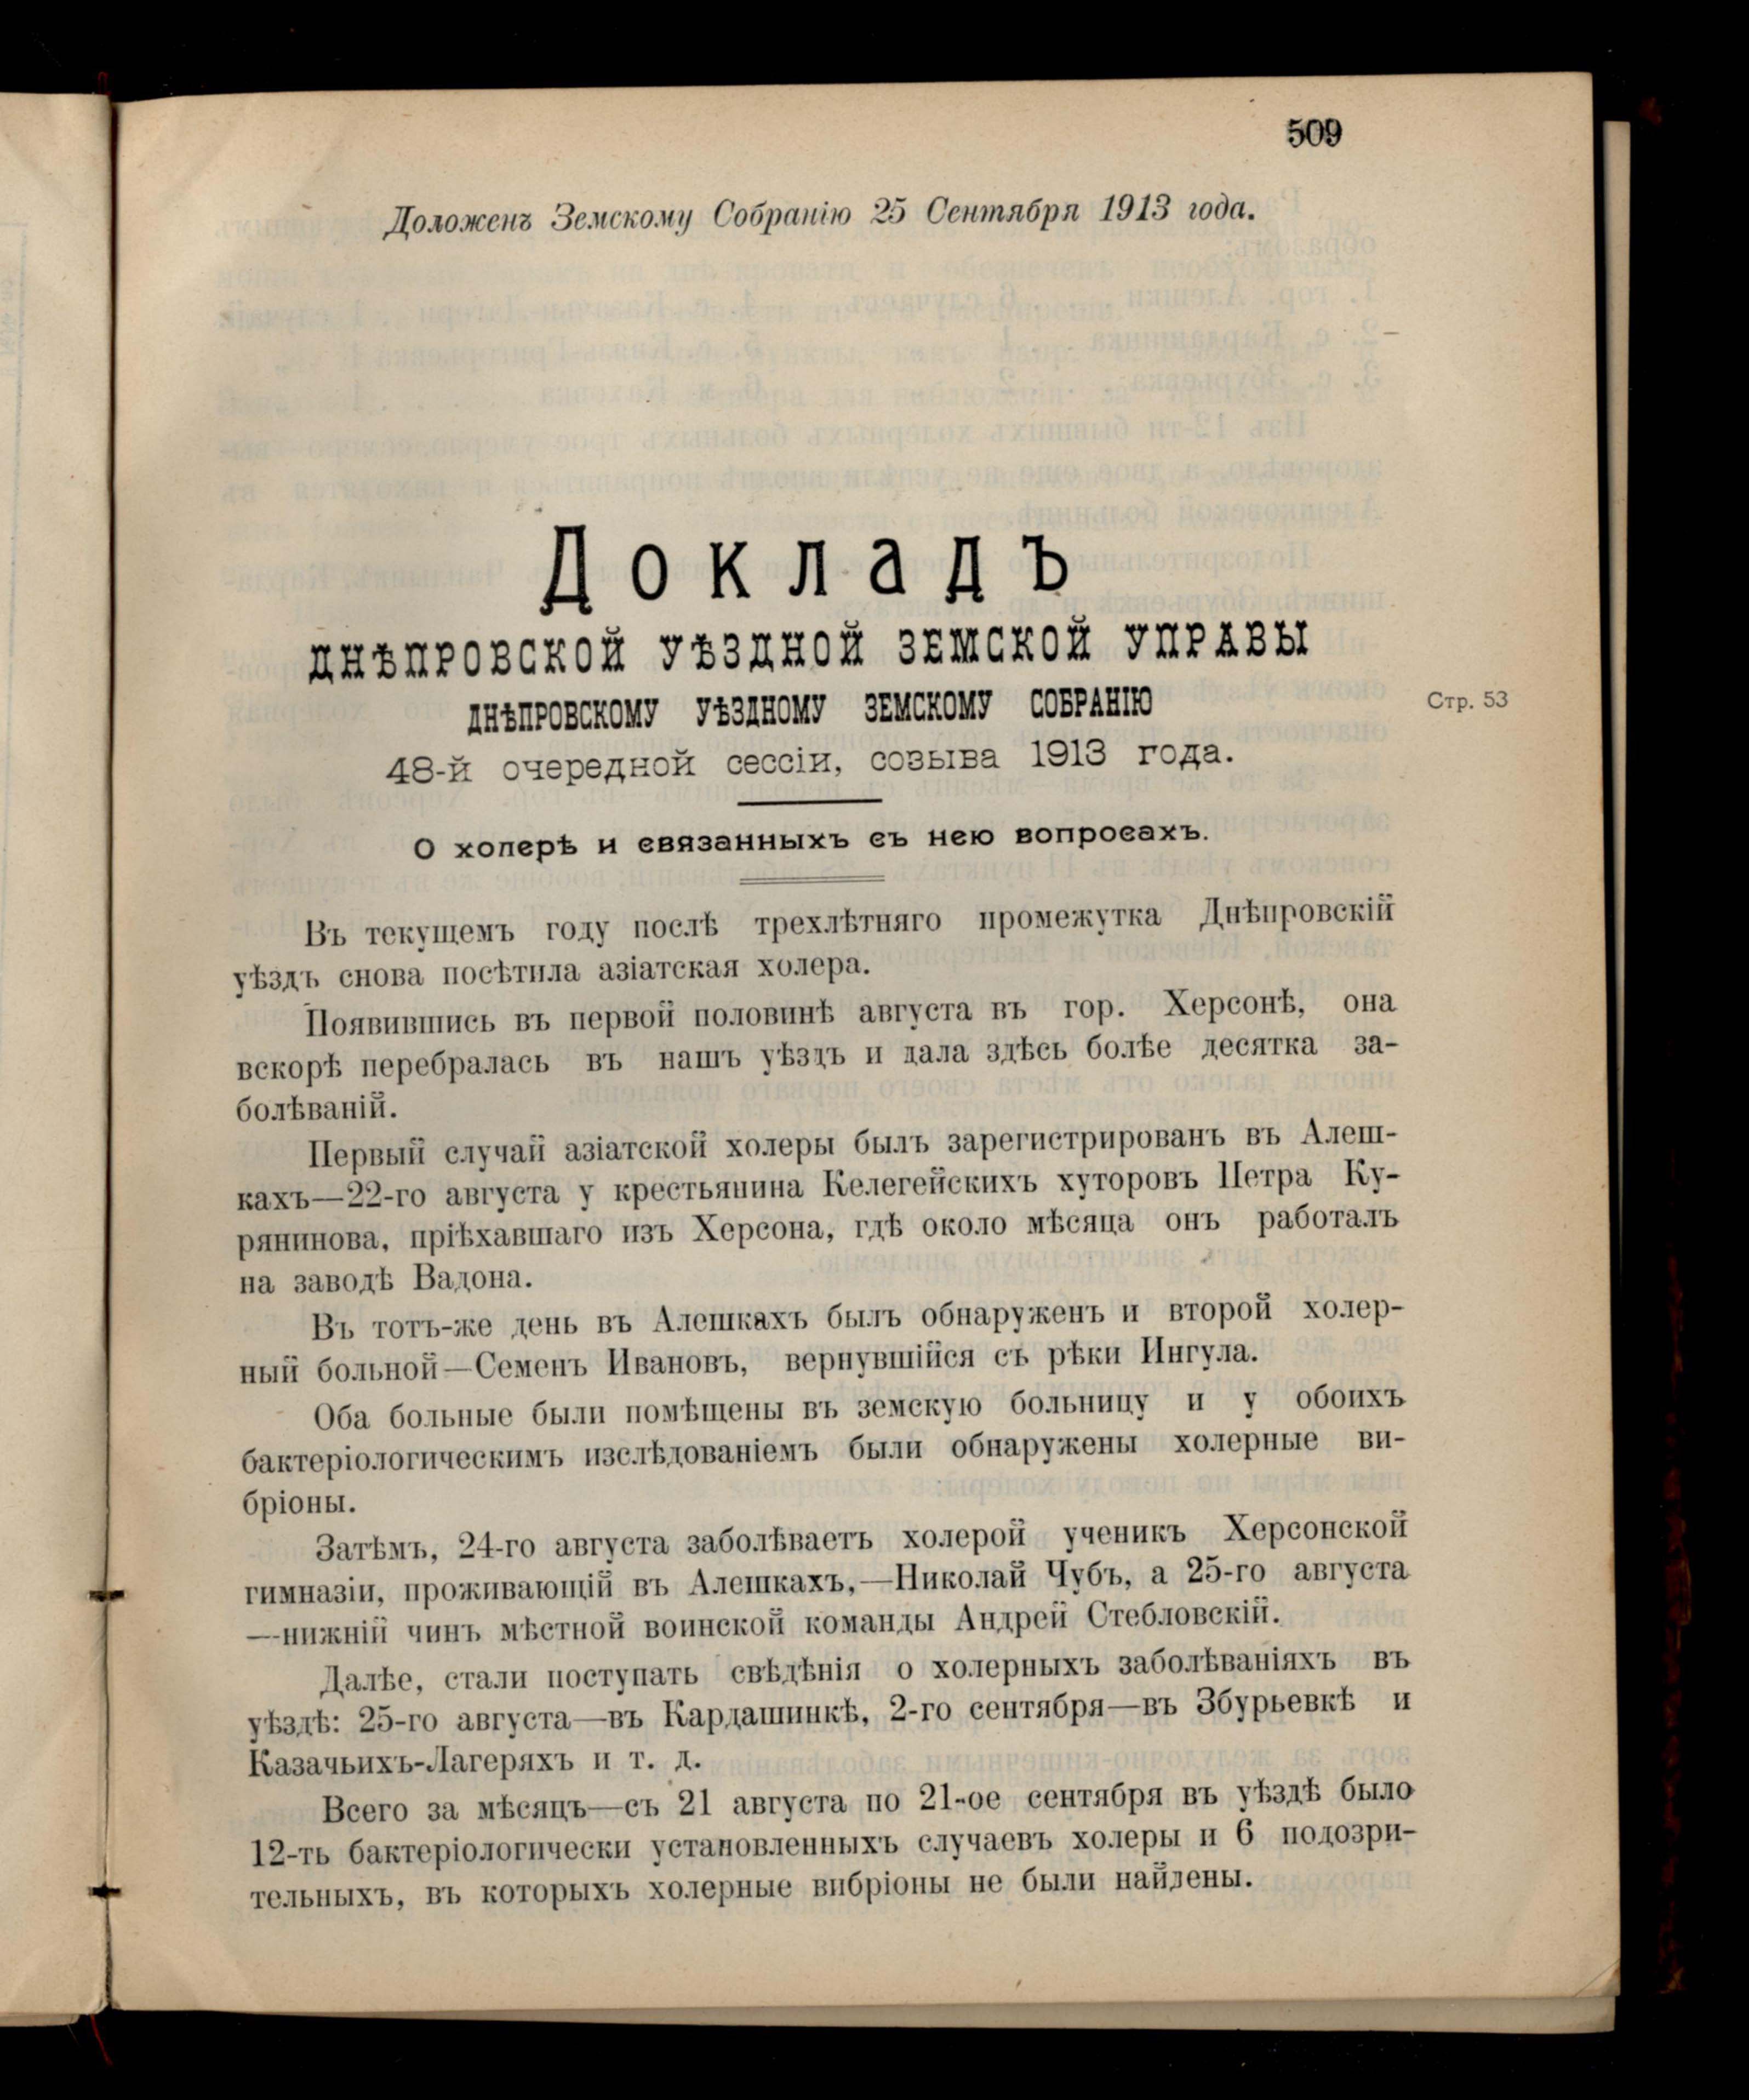 509
Доложенъ Земскому Собранію 25 Сентября 1913 года.
Докладъ
ДНѢПРОВСКОЙ УѢЗДНОЙ ЗЕМСКОЙ УПРАВЫ
ДНѢПРОВСКОМУ УѢЗДНОМУ ЗЕМСКОМУ СОБРАНІЮ
Стр. 53
48-й очередной сессіи, созыва 1913 года.
О холерѣ и связанныхъ съ нею вопросахъ.
Въ текущемъ году послѣ трехлѣтняго промежутка Днѣпровскій
уѣздъ снова посѣтила азіатская холера.
Появившись въ первой половинѣ августа въ гор. Херсонѣ, она
вскорѣ перебралась въ нашъ уѣздъ и дала здѣсь болѣе десятка за-
болѣваній.
Первый случай азіатской холеры былъ зарегистрированъ въ Алеш-
кахъ—22-го августа у крестьянина Келегейскихъ хуторовъ Петра Ку-
рянинова, пріѣхавшаго изъ Херсона, гдѣ около мѣсяца онъ работалъ
на заводѣ Вадона.
Въ тотъ-же день въ Алешкахъ былъ обнаруженъ и второй холер-
ный больной—Семенъ Ивановъ, вернувшійся съ рѣки Ингула.
Оба больные были помѣщены въ земскую больницу и у обоихъ
бактеріологическимъ изслѣдованіемъ были обнаружены холерные ви-
бріоны.
Затѣмъ, 24-го августа заболѣваетъ холерой ученикъ Херсонской
гимназіи, проживающій въ Алешкахъ,—Николай Чубъ, а 25-го августа
—нижній чинъ мѣстной воинской команды Андрей Стебловскій.
Далѣе, стали поступать свѣдѣнія о холерныхъ заболѣваніяхъ въ
уѣздѣ: 25-го августа—въ Кардашинкѣ, 2-го сентября—въ Збурьевкѣ и
Казачьихъ-Лагеряхъ и т. д.
Всего за мѣсяцъ—съ 21 августа по 21-ое сентября въ уѣздѣ было
12-ть бактеріологически установленныхъ случаевъ холеры и 6 подозри-
тельныхъ, въ которыхъ холерные вибріоны не были найдены.